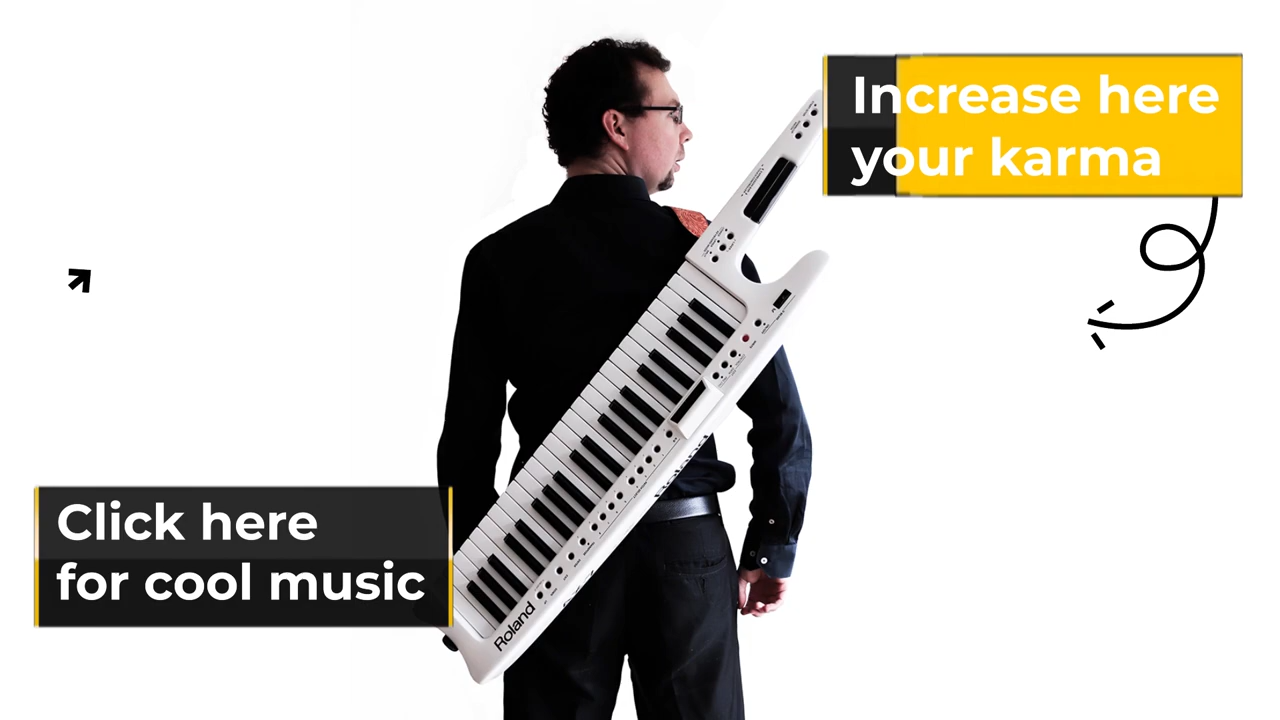 Increase here
your karma
Click here
for cool music
Roland